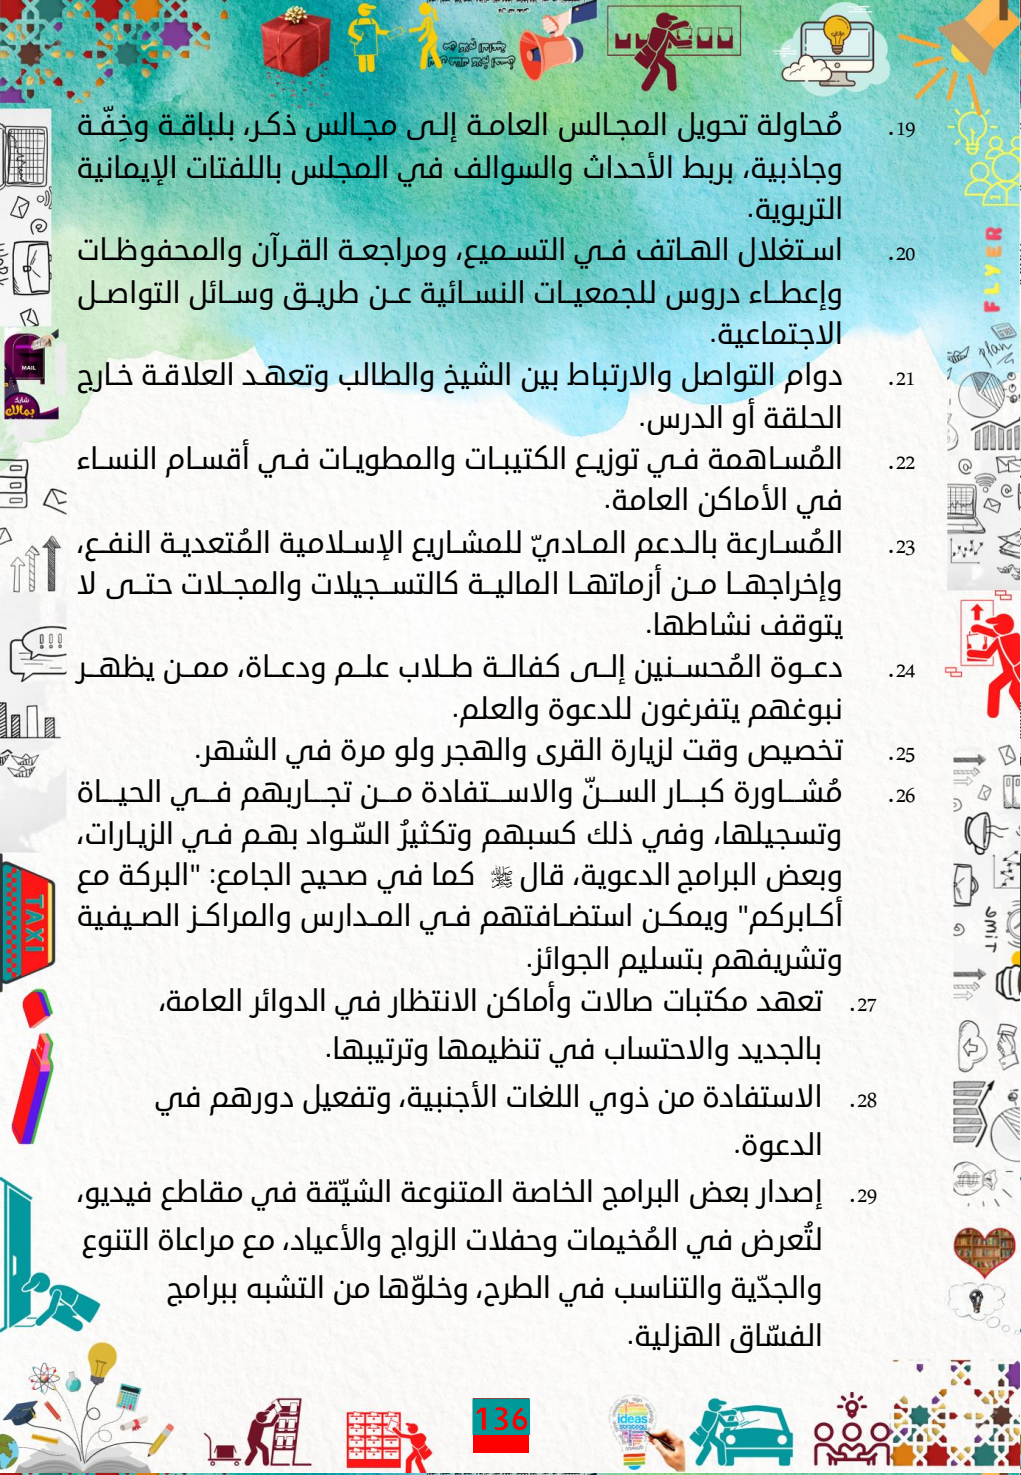 19. مُحاولة تحويل المجالس العامة إلى مجالس ذكر، بلباقة وخِفّة
وجاذبية، بربط الأحداث والسوالف في المجلس باللفتات الإيمانية
التربوية.
20. استغلال الهاتف في التسميع، ومراجعة القرآن والمحفوظات
وإعطاء دروس للجمعيات النسائية عن طريق وسائل التواصل
الاجتماعية.
21. دوام التواصل والارتباط بين الشيخ والطالب وتعهد العلاقة خارج
الحلقة أو الدرس.
22. المُساهمة في توزيع الكتيبات والمطويات في أقسام النساء
في الأماكن العامة.
23. المُسارعة بالدعم الماديّ للمشاريع الإسلامية المُتعدية النفع،
وإخراجها من أزماتها المالية كالتسجيلات والمجلات حتى لا
يتوقف نشاطها.
24. دعوة المُحسنين إلى كفالة طلاب علم ودعاة، ممن يظهر
نبوغهم يتفرغون للدعوة والعلم.
25. تخصيص وقت لزيارة القرى والهجر ولو مرة في الشهر.
26. مُشاورة كبار السنّ والاستفادة من تجاربهم في الحياة
وتسجيلها، وفي ذلك كسبهم وتكثيرُ السّواد بهم في الزيارات،
وبعض البرامج الدعوية، قال ﷺ كما في صحيح الجامع: "البركة مع
أكابركم" ويمكن استضافتهم في المدارس والمراكز الصيفية
وتشريفهم بتسليم الجوائز.
27. تعهد مكتبات صالات وأماكن الانتظار في الدوائر العامة،
بالجديد والاحتساب في تنظيمها وترتيبها.
28. الاستفادة من ذوي اللغات الأجنبية، وتفعيل دورهم في
الدعوة.
29. إصدار بعض البرامج الخاصة المتنوعة الشيّقة في مقاطع فيديو،
لتُعرض في المُخيمات وحفلات الزواج والأعياد، مع مراعاة التنوع
والجدّية والتناسب في الطرح، وخلوّها من التشبه ببرامج
الفسّاق الهزلية.
136
FLYER
plan
MAIL
شارك
بمالك
TAXI
TIME
ideas